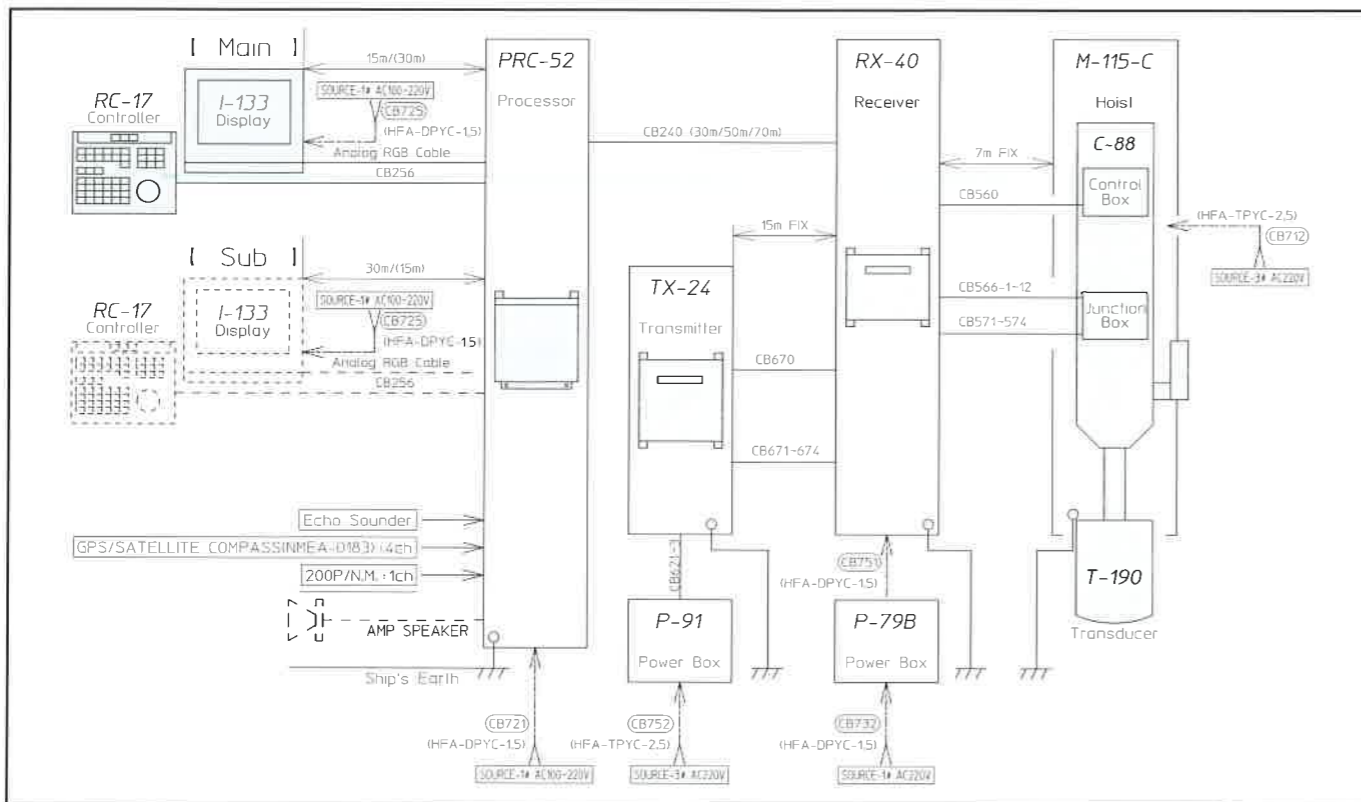 [ Main ]
RC-17
Controller
I-133
Display
15m/(30m)
SOURCE-1φ AC100-220V
CB725
(HFA-DPYC-1.5)
Analog RGB Cable
CB256
PRC-52
Processor
CB240 (30m/50m/70m)
RX-40
Receiver
M-115-C
Hoist
C-88
Control
Box
7m FIX
CB560
(HFA-TPYC-2.5)
CB712
SOURCE-3φ AC220V
CB566-1~12
Junction
Box
CB571~574
15m FIX
[ Sub ]
RC-17
Controller
I-133
Display
30m/(15m)
SOURCE-1φ AC100-220V
CB725
(HFA-DPYC-1.5)
Analog RGB Cable
CB256
TX-24
Transmitter
CB670
CB671~674
Echo Sounder
GPS/SATELLITE COMPASS(NMEA-0183) :4ch
200P/N.M. :1ch
AMP SPEAKER
Ship's Earth
CB621-3
CB751
(HFA-DPYC-1.5)
P-91
Power Box
P-79B
Power Box
T-190
Transducer
CB721
(HFA-DPYC-1.5)
SOURCE-1φ AC100-220V
CB752
(HFA-TPYC-2.5)
SOURCE-3φ AC220V
CB732
(HFA-DPYC-1.5)
SOURCE-1φ AC220V